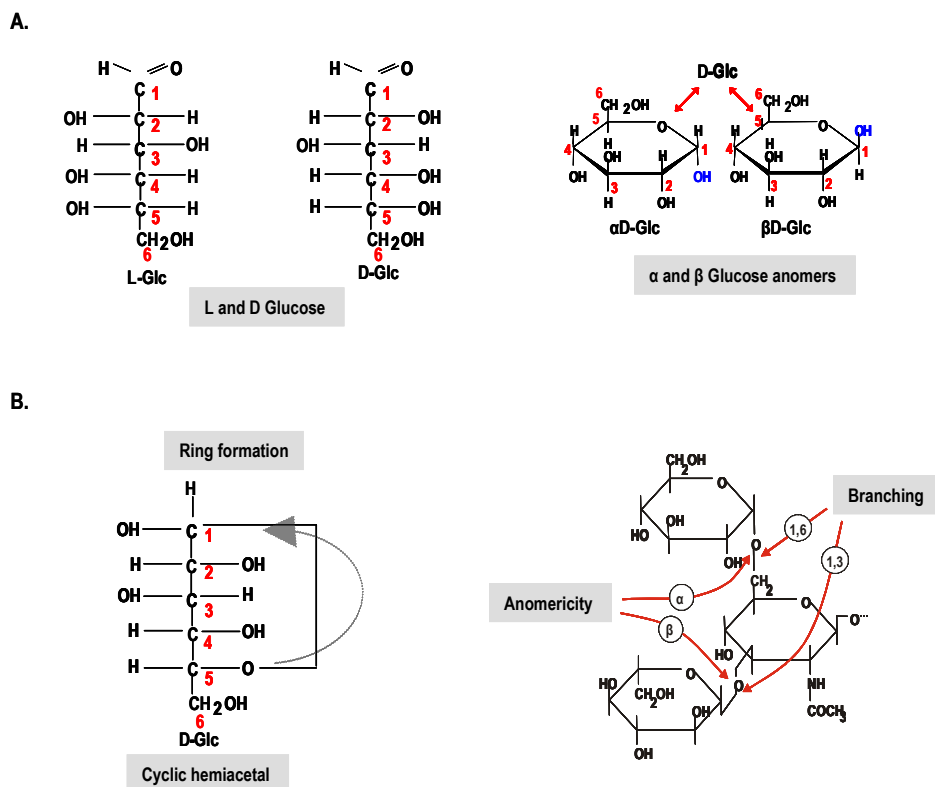 A.
H O
C 1
OH C H
2
H C OH
3
OH C H
4
OH C H
5
CH2OH
6
L-Glc
H O
C 1
H C OH
2
OH C H
3
H C OH
4
H C OH
5
CH2OH
6
D-Glc
L and D Glucose
D-Glc
6
CH2OH
5 O
H H H
4 OH H 1
OH 3 2 OH
H OH
αD-Glc
6
CH2OH
5 O OH
H H
4 OH H 1
OH 3 2 H
H OH
βD-Glc
α and β Glucose anomers
B.
Ring formation
H
OH C
1
H C OH
2
OH C H
3
H C OH
4
H C O
5
CH2OH
6
D-Glc
Cyclic hemiacetal
CH2OH
O
OH
HO
OH
O
CH2
O
O...
HO
NH
COCH3
O
HO O
CH2OH
OH
OH
Anomericity
α
β
Branching
1,6
1,3